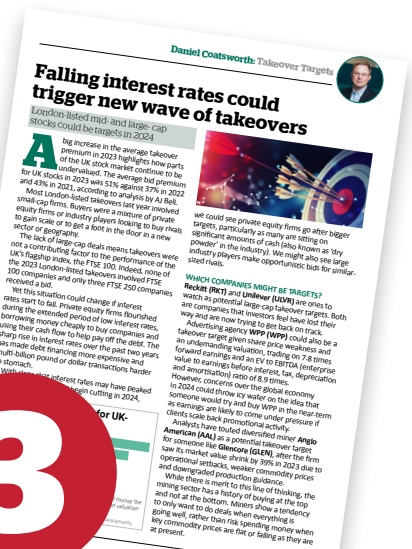 Daniel Coatsworth: Takeover Targets
Falling interest rates could
trigger new wave of takeovers
London-listed mid- and large- cap
stocks could be targets in 2024
A big increase in the average takeover
premium in 2023 highlights how parts
of the UK stock market continue to be
undervalued. The average bid premium
for UK stocks in 2023 was 51% against 37% in 2022
and 43% in 2021, according to analysis by AJ Bell.
Most London-listed takeovers last year involved
small-cap firms. Buyers were a mixture of private
equity firms or industry players looking to buy rivals
to gain scale or to get a foot in the door in a new
sector or geography.
The lack of large-cap deals means takeovers were
not a contributing factor to the performance of the
UK's flagship index, the FTSE 100. Indeed, none of
the 2023 London-listed takeovers involved FTSE
100 companies and only three FTSE 250 companies
received a bid.
Yet this situation could change if interest
rates start to fall. Private equity firms flourished
during the extended period of low interest rates,
borrowing money cheaply to buy companies and
using their cash flow to help pay off the debt. The
sharp rise in interest rates over the past two years
has made debt financing more expensive and
multi-billion pound or dollar transactions harder
stomach.
interest rates may have peaked
begin cutting in 2024,
we could see private equity firms go after bigger
targets, particularly as many are sitting on
significant amounts of cash (also known as 'dry
powder' in the industry). We might also see large
industry players make opportunistic bids for similar-
sized rivals.
WHICH COMPANIES MIGHT BE TARGETS?
Reckitt (RKT) and Unilever (ULVR) are ones to
watch as potential large-cap takeover targets. Both
are companies that investors feel have lost their
way and are now trying to get back on track.
Advertising agency WPP (WPP) could also be a
takeover target given share price weakness and
an undemanding valuation, trading on 7.8 times
forward earnings and an EV to EBITDA (enterprise
value to earnings before interest, tax, depreciation
and amortisation) ratio of 8.9 times.
However, concerns over the global economy
in 2024 could throw icy water on the idea that
someone would try and buy WPP in the near-term
as earnings are likely to come under pressure if
clients scale back promotional activity.
Analysts have touted diversified miner Anglo
American (AAL) as a potential takeover target
for someone like Glencore (GLEN), after the firm
saw its market value shrink by 39% in 2023 due to
operational setbacks, weaker commodity prices
and downgraded production guidance.
While there is merit to this line of thinking, the
mining sector has a history of buying at the top
and not at the bottom. Miners show a tendency
to only want to do deals when everything is
going well, rather than risk spending money when
key commodity prices are flat or falling as they are
at present.
for UK-
3